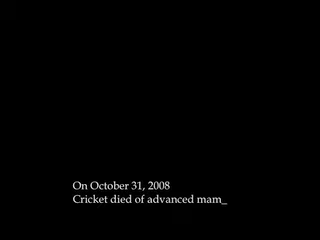 On October 31, 2008
Cricket died of advanced mam_